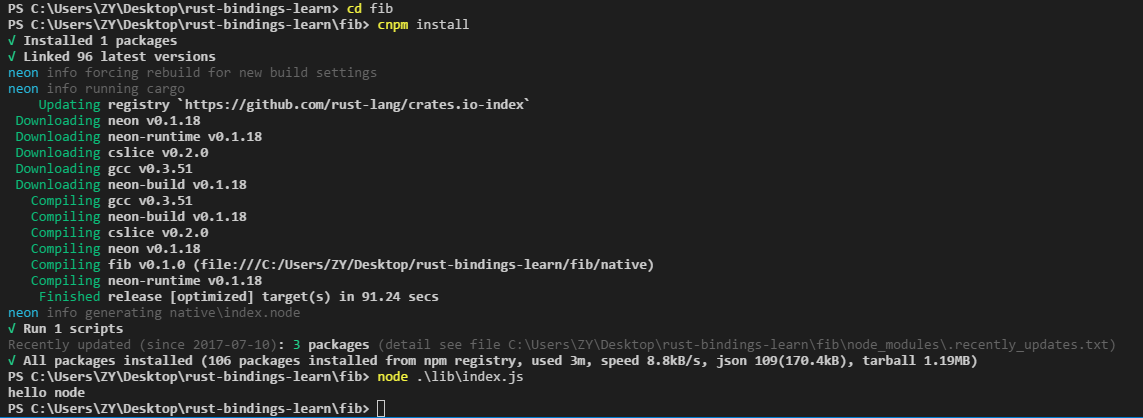 PS C:\Users\ZY\Desktop\rust-bindings-learn> cd fib
PS C:\Users\ZY\Desktop\rust-bindings-learn\fib> cnpm install
√ Installed 1 packages
√ Linked 96 latest versions
neon info forcing rebuild for new build settings
neon info running cargo
Updating registry `https://github.com/rust-lang/crates.io-index`
Downloading neon v0.1.18
Downloading neon-runtime v0.1.18
Downloading cslice v0.2.0
Downloading gcc v0.3.51
Downloading neon-build v0.1.18
Compiling gcc v0.3.51
Compiling neon-build v0.1.18
Compiling cslice v0.2.0
Compiling neon v0.1.18
Compiling fib v0.1.0 (file:///C:/Users/ZY/Desktop/rust-bindings-learn/fib/native)
Compiling neon-runtime v0.1.18
Finished release [optimized] target(s) in 91.24 secs
neon info generating native\index.node
√ Run 1 scripts
Recently updated (since 2017-07-10): 3 packages (detail see file C:\Users\ZY\Desktop\rust-bindings-learn\fib\node_modules\.recently_updates.txt)
√ All packages installed (106 packages installed from npm registry, used 3m, speed 8.8kB/s, json 109(170.4kB), tarball 1.19MB)
PS C:\Users\ZY\Desktop\rust-bindings-learn\fib> node .\lib\index.js
hello node
PS C:\Users\ZY\Desktop\rust-bindings-learn\fib>